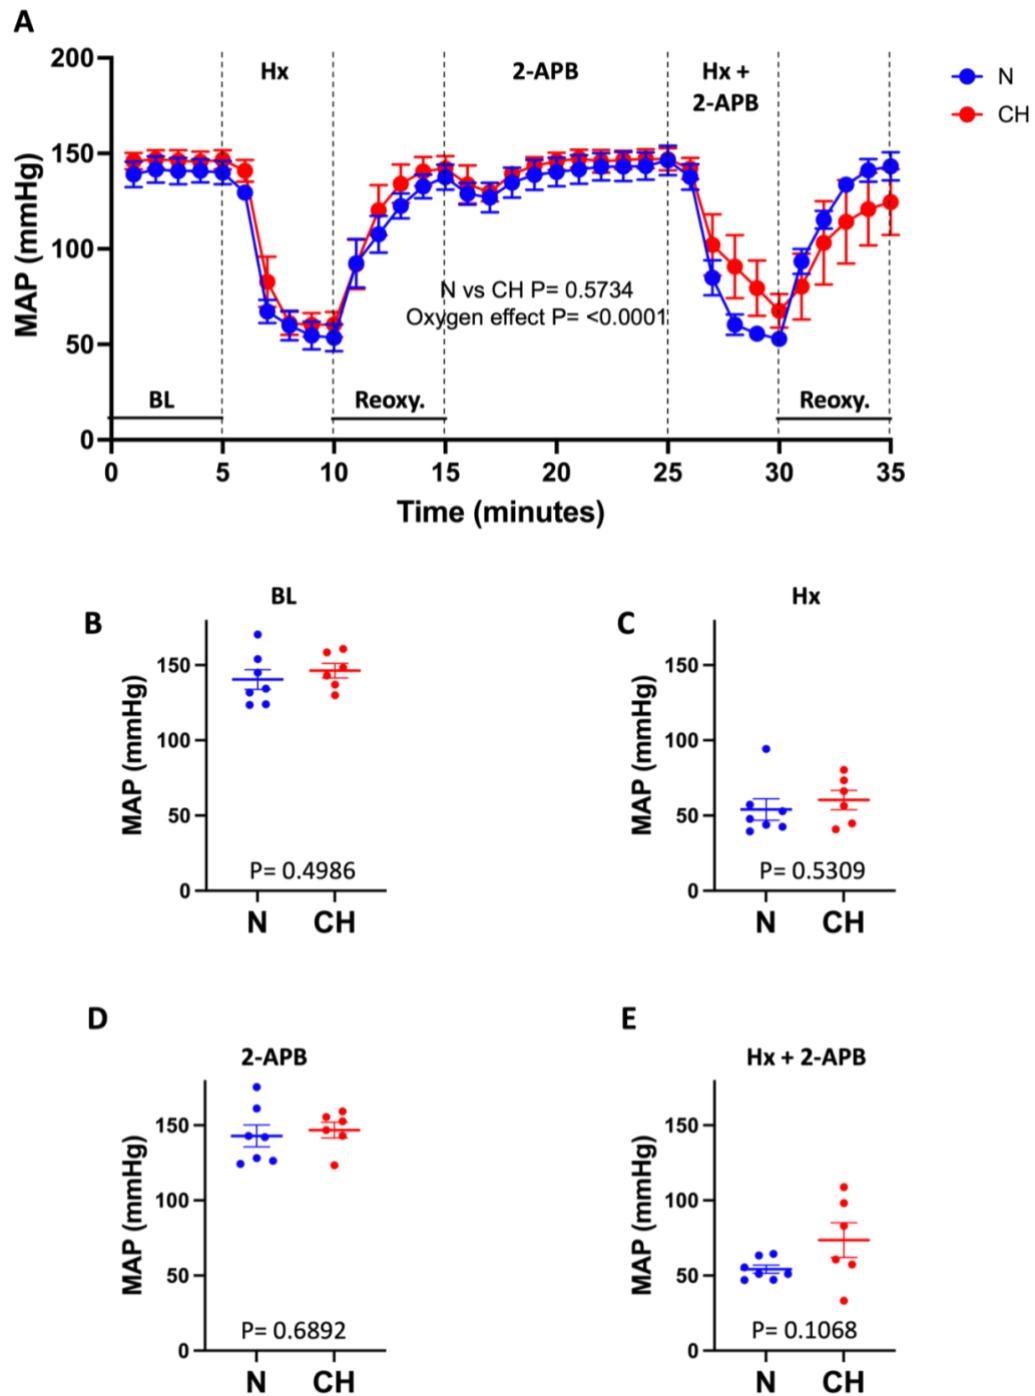 A
200
150
100
50
0
MAP (mmHg)
Hx
2-APB
Hx +
2-APB
N
CH
N vs CH P= 0.5734
Oxygen effect P= <0.0001
BL
Reoxy.
Reoxy.
0 5 10 15 20 25 30 35
Time (minutes)
B
BL
150
100
50
0
MAP (mmHg)
P= 0.4986
N CH
C
Hx
150
100
50
0
MAP (mmHg)
P= 0.5309
N CH
D
2-APB
150
100
50
0
MAP (mmHg)
P= 0.6892
N CH
E
Hx + 2-APB
150
100
50
0
MAP (mmHg)
P= 0.1068
N CH